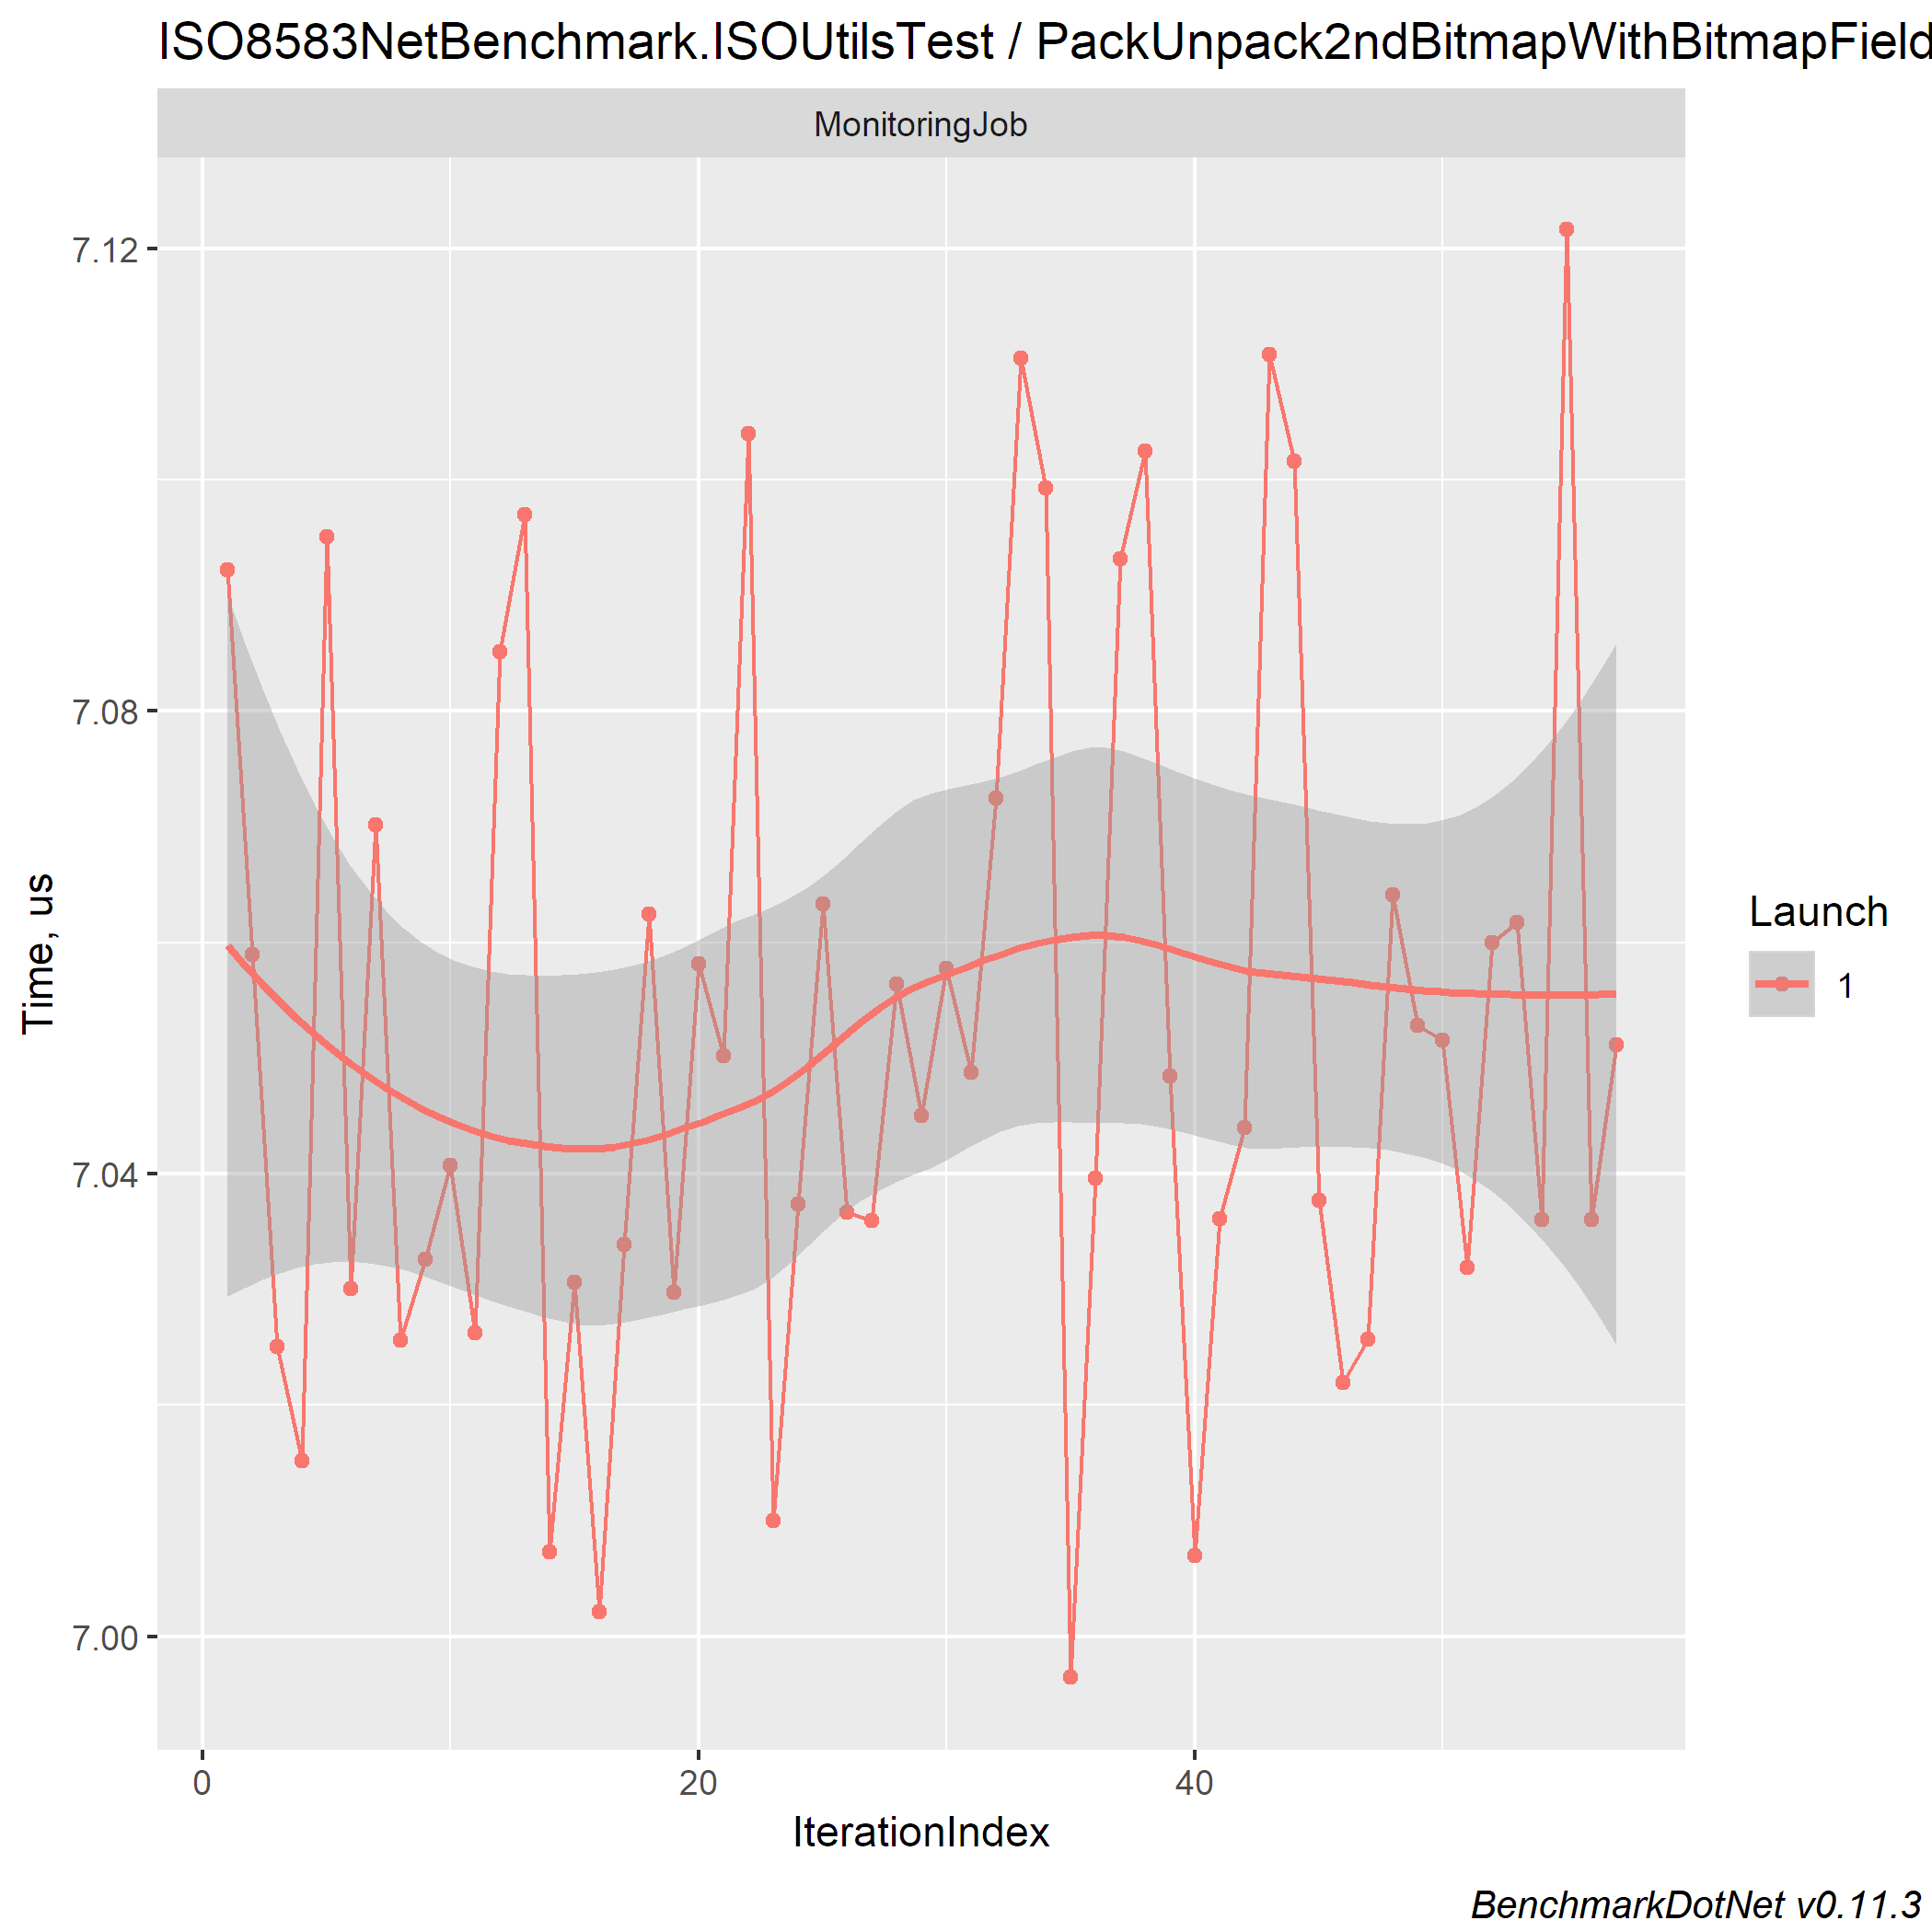 ISO8583NetBenchmark.ISOUtilsTest / PackUnpack2ndBitmapWithBitmapField
MonitoringJob
7.12
7.08
7.04
7.00
Time, us
0 20 40
IterationIndex
Launch
1
BenchmarkDotNet v0.11.3